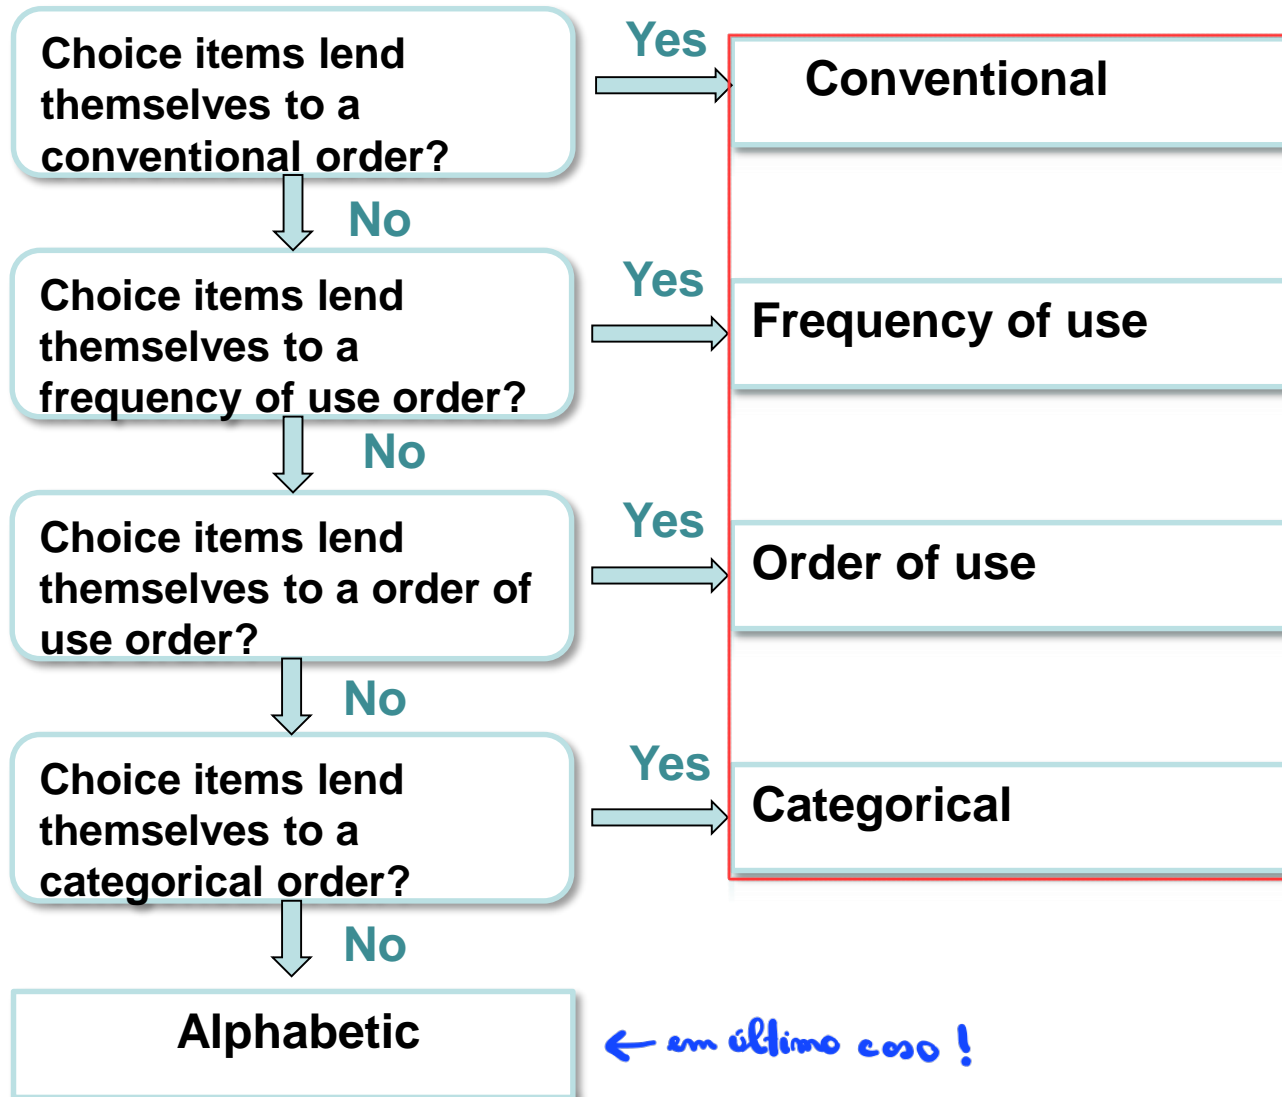 Choice items lend
themselves to a
conventional order?
Yes
Conventional
No
Choice items lend
themselves to a
frequency of use order?
Yes
Frequency of use
No
Choice items lend
themselves to a order of
use order?
Yes
Order of use
No
Choice items lend
themselves to a
categorical order?
Yes
Categorical
No
Alphabetic
← em último caso !